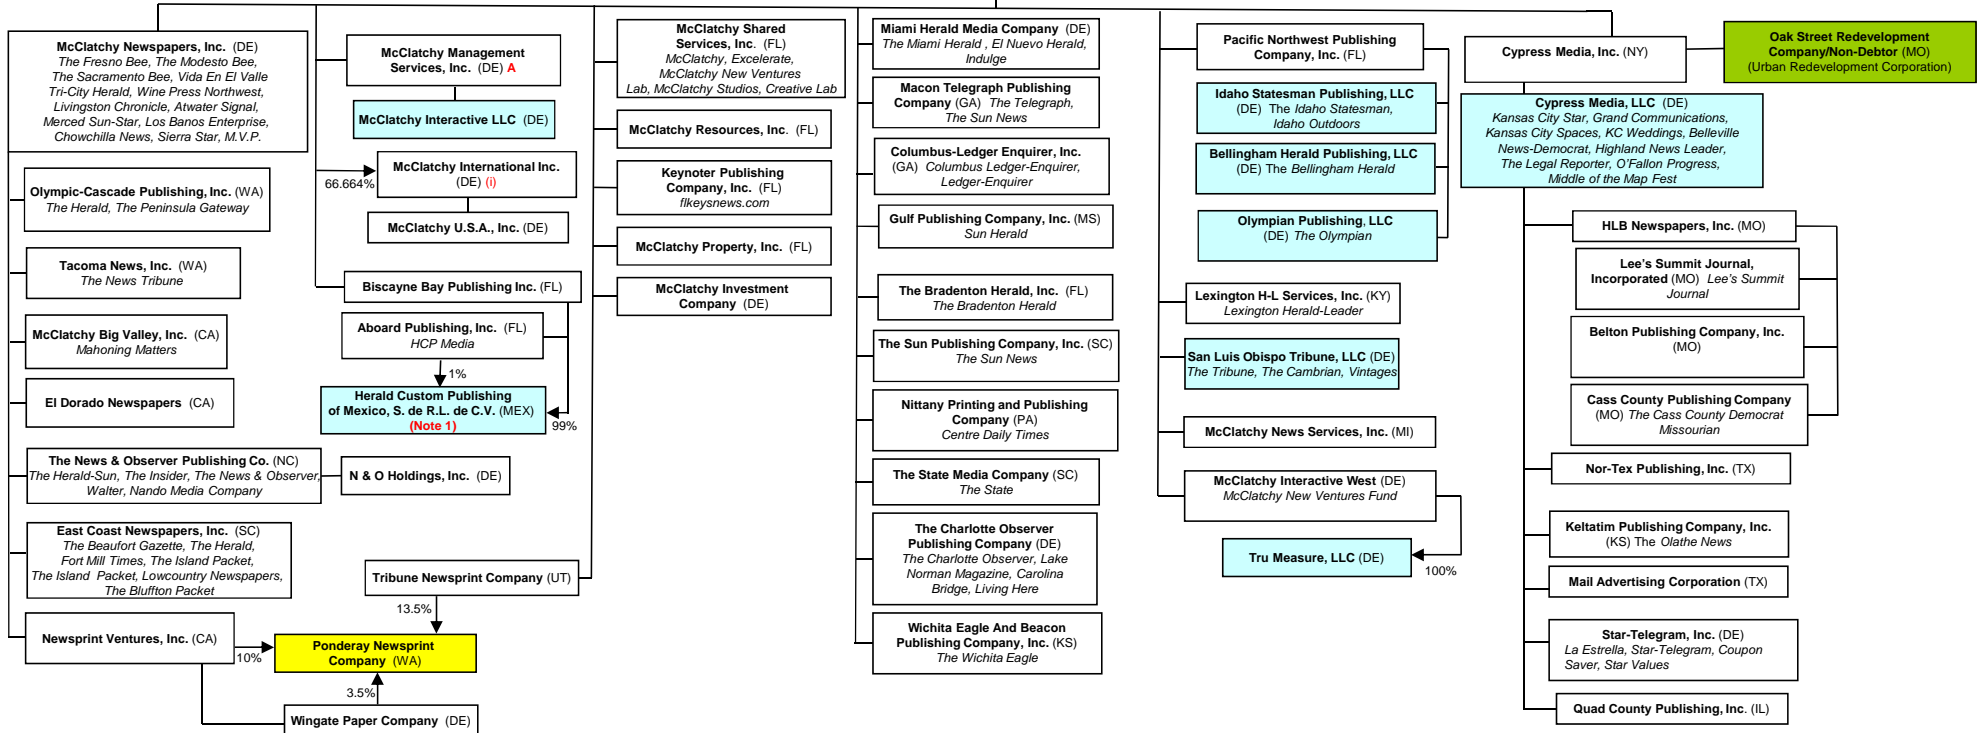 McClatchy Newspapers, Inc. (DE)
The Fresno Bee, The Modesto Bee,
The Sacramento Bee, Vida En El Valle
Tri-City Herald, Wine Press Northwest,
Livingston Chronicle, Atwater Signal,
Merced Sun-Star, Los Banos Enterprise,
Chowchilla News, Sierra Star, M.V.P.
Olympic-Cascade Publishing, Inc. (WA)
The Herald, The Peninsula Gateway
Tacoma News, Inc. (WA)
The News Tribune
McClatchy Big Valley, Inc. (CA)
Mahoning Matters
El Dorado Newspapers (CA)
The News & Observer Publishing Co. (NC)
The Herald-Sun, The Insider, The News & Observer,
Walter, Nando Media Company
N & O Holdings, Inc. (DE)
East Coast Newspapers, Inc. (SC)
The Beaufort Gazette, The Herald,
Fort Mill Times, The Island Packet,
The Island Packet, Lowcountry Newspapers,
The Bluffton Packet
Newsprint Ventures, Inc. (CA)
10%
Ponderay Newsprint
Company (WA)
3.5%
Wingate Paper Company (DE)
McClatchy Management
Services, Inc. (DE) A
McClatchy Interactive LLC (DE)
66.664%
McClatchy International Inc.
(DE) (i)
McClatchy U.S.A., Inc. (DE)
Biscayne Bay Publishing Inc. (FL)
Aboard Publishing, Inc. (FL)
HCP Media
1%
Herald Custom Publishing
of Mexico, S. de R.L. de C.V. (MEX)
(Note 1)
99%
Tribune Newsprint Company (UT)
13.5%
McClatchy Shared
Services, Inc. (FL)
McClatchy, Excelerate,
McClatchy New Ventures
Lab, McClatchy Studios, Creative Lab
McClatchy Resources, Inc. (FL)
Keynoter Publishing
Company, Inc. (FL)
flkeysnews.com
McClatchy Property, Inc. (FL)
McClatchy Investment
Company (DE)
Miami Herald Media Company (DE)
The Miami Herald , El Nuevo Herald,
Indulge
Macon Telegraph Publishing
Company (GA) The Telegraph,
The Sun News
Columbus-Ledger Enquirer, Inc.
(GA) Columbus Ledger-Enquirer,
Ledger-Enquirer
Gulf Publishing Company, Inc. (MS)
Sun Herald
The Bradenton Herald, Inc. (FL)
The Bradenton Herald
The Sun Publishing Company, Inc. (SC)
The Sun News
Nittany Printing and Publishing
Company (PA)
Centre Daily Times
The State Media Company (SC)
The State
The Charlotte Observer
Publishing Company (DE)
The Charlotte Observer, Lake
Norman Magazine, Carolina
Bridge, Living Here
Wichita Eagle And Beacon
Publishing Company, Inc. (KS)
The Wichita Eagle
Pacific Northwest Publishing
Company, Inc. (FL)
Idaho Statesman Publishing, LLC
(DE) The Idaho Statesman,
Idaho Outdoors
Bellingham Herald Publishing, LLC
(DE) The Bellingham Herald
Olympian Publishing, LLC
(DE) The Olympian
Lexington H-L Services, Inc. (KY)
Lexington Herald-Leader
San Luis Obispo Tribune, LLC (DE)
The Tribune, The Cambrian, Vintages
McClatchy News Services, Inc. (MI)
McClatchy Interactive West (DE)
McClatchy New Ventures Fund
Tru Measure, LLC (DE)
100%
Cypress Media, Inc. (NY)
Oak Street Redevelopment
Company/Non-Debtor (MO)
(Urban Redevelopment Corporation)
Cypress Media, LLC (DE)
Kansas City Star, Grand Communications,
Kansas City Spaces, KC Weddings, Belleville
News-Democrat, Highland News Leader,
The Legal Reporter, O'Fallon Progress,
Middle of the Map Fest
HLB Newspapers, Inc. (MO)
Lee's Summit Journal,
Incorporated (MO) Lee's Summit
Journal
Belton Publishing Company, Inc.
(MO)
Cass County Publishing Company
(MO) The Cass County Democrat
Missourian
Nor-Tex Publishing, Inc. (TX)
Keltatim Publishing Company, Inc.
(KS) The Olathe News
Mail Advertising Corporation (TX)
Star-Telegram, Inc. (DE)
La Estrella, Star-Telegram, Coupon
Saver, Star Values
Quad County Publishing, Inc. (IL)